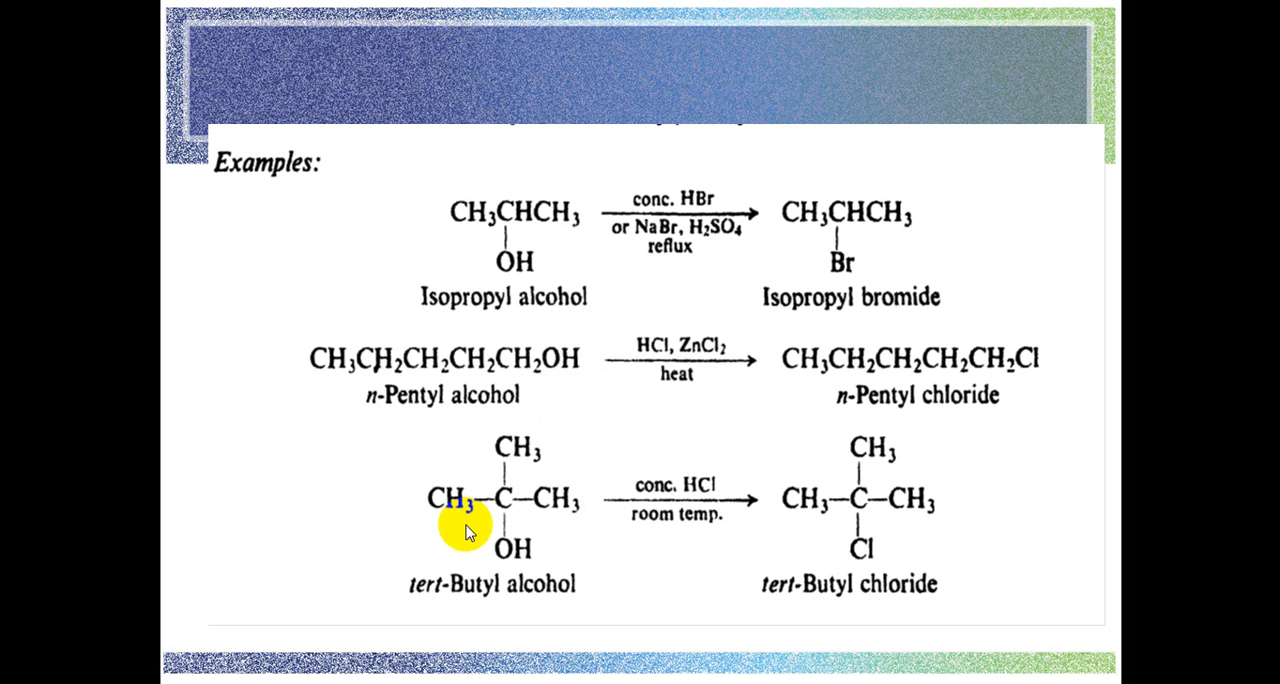 Examples:
CH₃CHCH₃ conc. HBr CH₃CHCH₃
or NaBr, H₂SO₄
reflux
OH Br
Isopropyl alcohol Isopropyl bromide
CH₃CH₂CH₂CH₂CH₂OH HCl, ZnCl₂ CH₃CH₂CH₂CH₂CH₂Cl
heat
n-Pentyl alcohol n-Pentyl chloride
CH₃ CH₃
CH₃–C–CH₃ conc. HCl CH₃–C–CH₃
room temp.
OH Cl
tert-Butyl alcohol tert-Butyl chloride